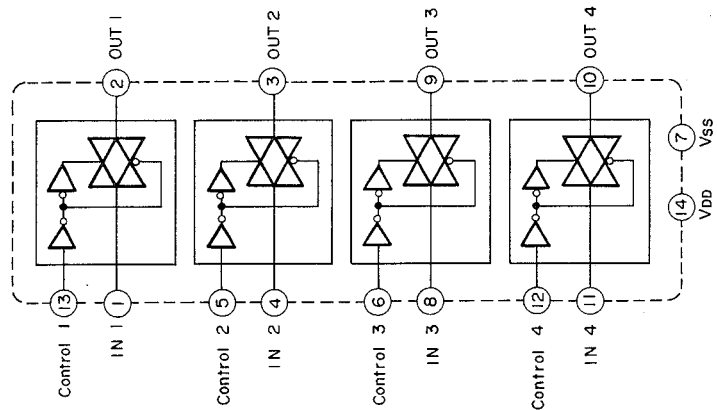 Control 1
13
IN 1
1
2
OUT 1
Control 2
5
IN 2
4
3
OUT 2
Control 3
6
IN 3
8
9
OUT 3
Control 4
12
IN 4
11
10
OUT 4
14
VDD
7
VSS